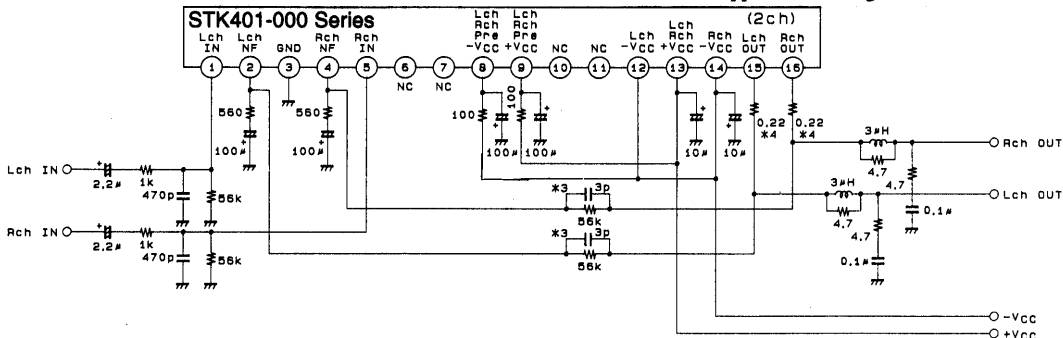 STK401-000 Series
(2ch)
Lch IN
Lch NF
GND
Rch NF
Rch IN
Lch Rch Pre -VCC
Lch Rch Pre +VCC
NC
NC
Lch -VCC
Lch Rch +VCC
Rch -VCC
Lch OUT
Rch OUT
1
2
3
4
5
6
7
8
9
10
11
12
13
14
15
16
NC
NC
560
560
100
100
0.22
*4
0.22
*4
+
100μ
+
100μ
+
100μ
+
100μ
+
10μ
+
10μ
3μH
4.7
4.7
Rch OUT
0.1μ
3μH
4.7
4.7
Lch OUT
0.1μ
Lch IN
+
2.2μ
1k
470p
56k
Rch IN
+
2.2μ
1k
470p
56k
*3
3p
56k
*3
3p
56k
-VCC
+VCC